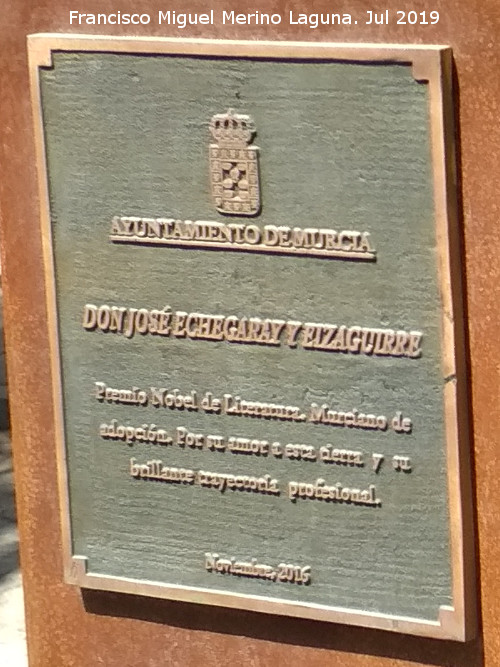 Francisco Miguel Merino Laguna. Jul 2019
AYUNTAMIENTO DE MURCIA
DON JOSÉ ECHEGARAY Y EIZAGUIRRE
Premio Nobel de Literatura. Murciano de
adopción. Por su amor a esta tierra y su
brillante trayectoria profesional.
Noviembre, 2016